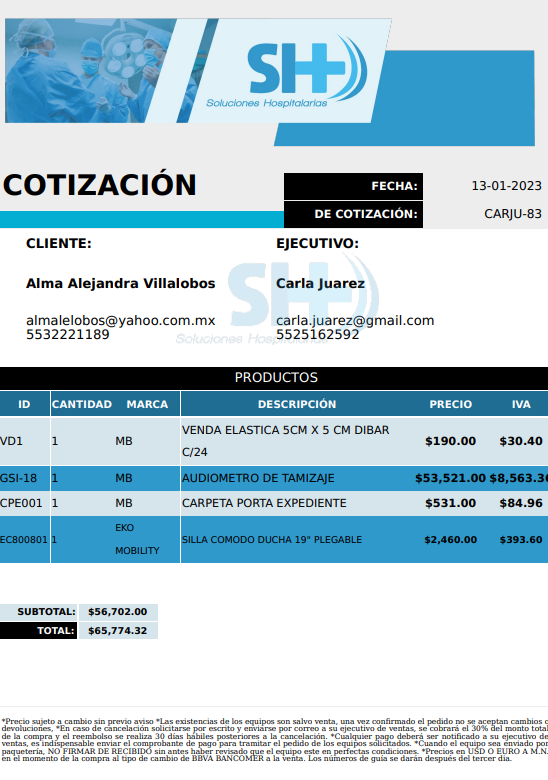 SH
Soluciones Hospitalarias
COTIZACIÓN
FECHA: 13-01-2023
DE COTIZACIÓN: CARJU-83
CLIENTE: EJECUTIVO:
SH
Alma Alejandra Villalobos Carla Juarez
almalelobos@yahoo.com.mx carla.juarez@gmail.com
5532221189 5525162592
Soluciones Hospitalarias
PRODUCTOS
ID CANTIDAD MARCA DESCRIPCIÓN PRECIO IVA
VD1 1 MB VENDA ELASTICA 5CM X 5 CM DIBAR C/24 $190.00 $30.40
GSI-18 1 MB AUDIOMETRO DE TAMIZAJE $53,521.00 $8,563.36
CPE001 1 MB CARPETA PORTA EXPEDIENTE $531.00 $84.96
EC800801 1 EKO MOBILITY SILLA COMODO DUCHA 19" PLEGABLE $2,460.00 $393.60
SUBTOTAL: $56,702.00
TOTAL: $65,774.32
*Precio sujeto a cambio sin previo aviso *Las existencias de los equipos son salvo venta, una vez confirmado el pedido no se aceptan cambios
devoluciones, *En caso de cancelación solicitarse por escrito y enviarse por correo a su ejecutivo de ventas, se cobrará el 30% del monto total
de la compra y el reembolso se realiza 30 días hábiles posteriores a la cancelación. *Cualquier pago deberá ser notificado a su ejecutivo de
ventas, es indispensable enviar el comprobante de pago para tramitar el pedido de los equipos solicitados. *Cuando el equipo sea enviado por
paquetería, NO FIRMAR DE RECIBIDO sin antes haber revisado que el equipo este en perfectas condiciones. *Precios en USD O EURO A M.N.
en el momento de la compra al tipo de cambio de BBVA BANCOMER a la venta. Los números de guía se darán después del tercer día.